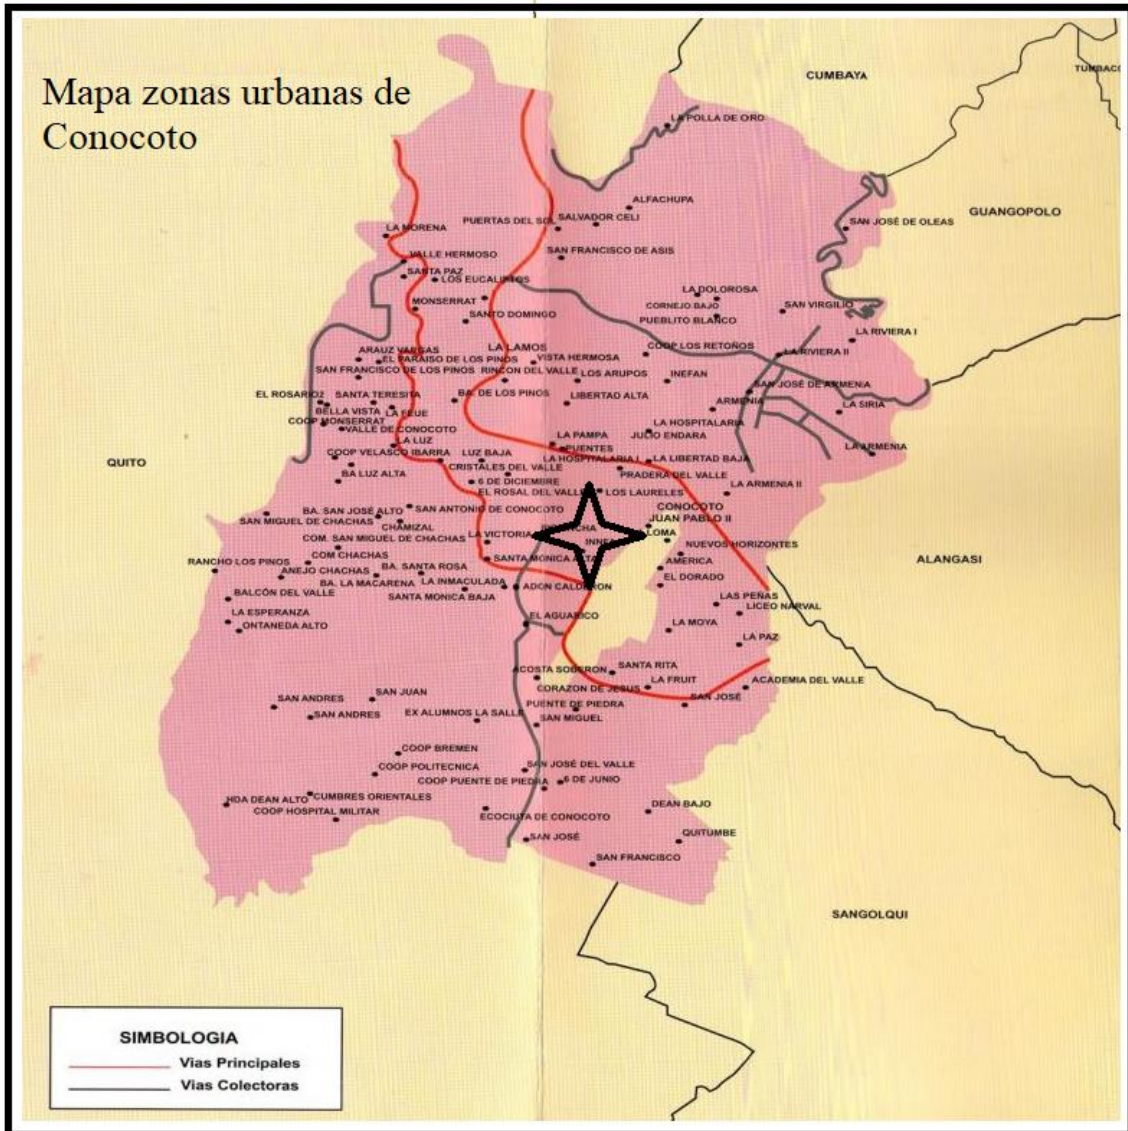 Mapa zonas urbanas de
Conocoto
CUMBAYA
TUMBACO
LA POLLA DE ORO
ALFACHUPA
PUERTAS DEL SOL
SALVADOR CELI
GUANGOPOLO
SAN JOSÉ DE OLEAS
LA MORENA
SAN FRANCISCO DE ASIS
VALLE HERMOSO
SANTA PAZ
LOS EUCALIPTOS
LA DOLOROSA
MONSERRAT
CORNEJO BAJO
SAN VIRGILIO
SANTO DOMINGO
PUEBLITO BLANCO
LA RIVIERA I
ARAUZ VARGAS
LA LAMOS
COOP LOS RETOÑOS
EL PARAISO DE LOS PINOS
VISTA HERMOSA
LA RIVIERA II
SAN FRANCISCO DE LOS PINOS
RINCON DEL VALLE
LOS ARUPOS
INEFAN
SAN JOSÉ DE ARMENIA
EL ROSARIO2
SANTA TERESITA
BA. DE LOS PINOS
LIBERTAD ALTA
ARMENIA
LA SIRIA
BELLA VISTA
LA FEUE
COOP MONSERRAT
LA HOSPITALARIA
VALLE DE CONOCOTO
LA PAMPA
JULIO ENDARA
LA LUZ
PUENTES
LA ARMENIA
COOP VELASCO IBARRA
LUZ BAJA
LA HOSPITALARIA I
LA LIBERTAD BAJA
QUITO
BA LUZ ALTA
CRISTALES DEL VALLE
PRADERA DEL VALLE
6 DE DICIEMBRE
LA ARMENIA II
EL ROSAL DEL VALLE
LOS LAURELES
BA. SAN JOSÉ ALTO
SAN ANTONIO DE CONOCOTO
CONOCOTO
SAN MIGUEL DE CHACHAS
CHAMIZAL
JUAN PABLO II
COM. SAN MIGUEL DE CHACHAS
LA VICTORIA
LOMA
NUEVOS HORIZONTES
COM CHACHAS
SANTA MONICA ALTA
AMERICA
ALANGASI
RANCHO LOS PINOS
ANEJO CHACHAS
BA. SANTA ROSA
EL DORADO
BA. LA MACARENA
LA INMACULADA
ADON CALDERON
BALCÓN DEL VALLE
SANTA MONICA BAJA
LAS PEÑAS
LA ESPERANZA
LICEO NARVAL
EL AGUARICO
ONTANEDA ALTO
LA MOYA
LA PAZ
ACOSTA SOBERON
SANTA RITA
CORAZON DE JESUS
LA FRUIT
ACADEMIA DEL VALLE
SAN ANDRES
SAN JUAN
PUENTE DE PIEDRA
SAN JOSÉ
SAN ANDRES
EX ALUMNOS LA SALLE
SAN MIGUEL
COOP BREMEN
COOP POLITECNICA
SAN JOSÉ DEL VALLE
COOP PUENTE DE PIEDRA
6 DE JUNIO
HDA DEAN ALTO
CUMBRES ORIENTALES
DEAN BAJO
COOP HOSPITAL MILITAR
ECOCIUTA DE CONOCOTO
SAN JOSÉ
QUITUMBE
SAN FRANCISCO
SANGOLQUI
SIMBOLOGIA
Vias Principales
Vias Colectoras